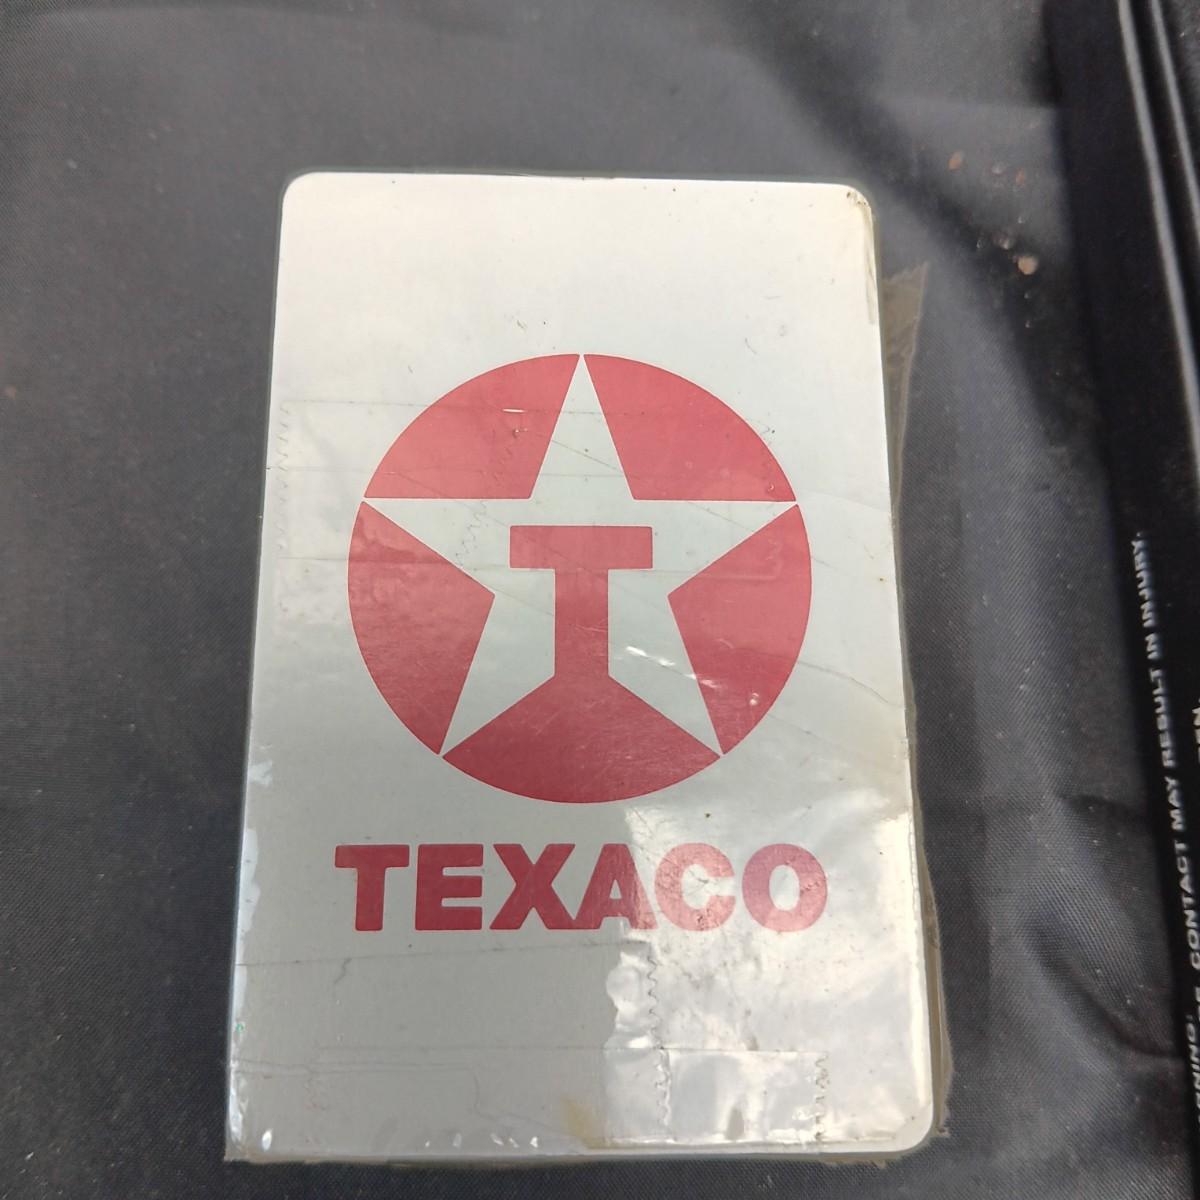 T
TEXACO
CONTACT MAY RESULT IN INJURY.